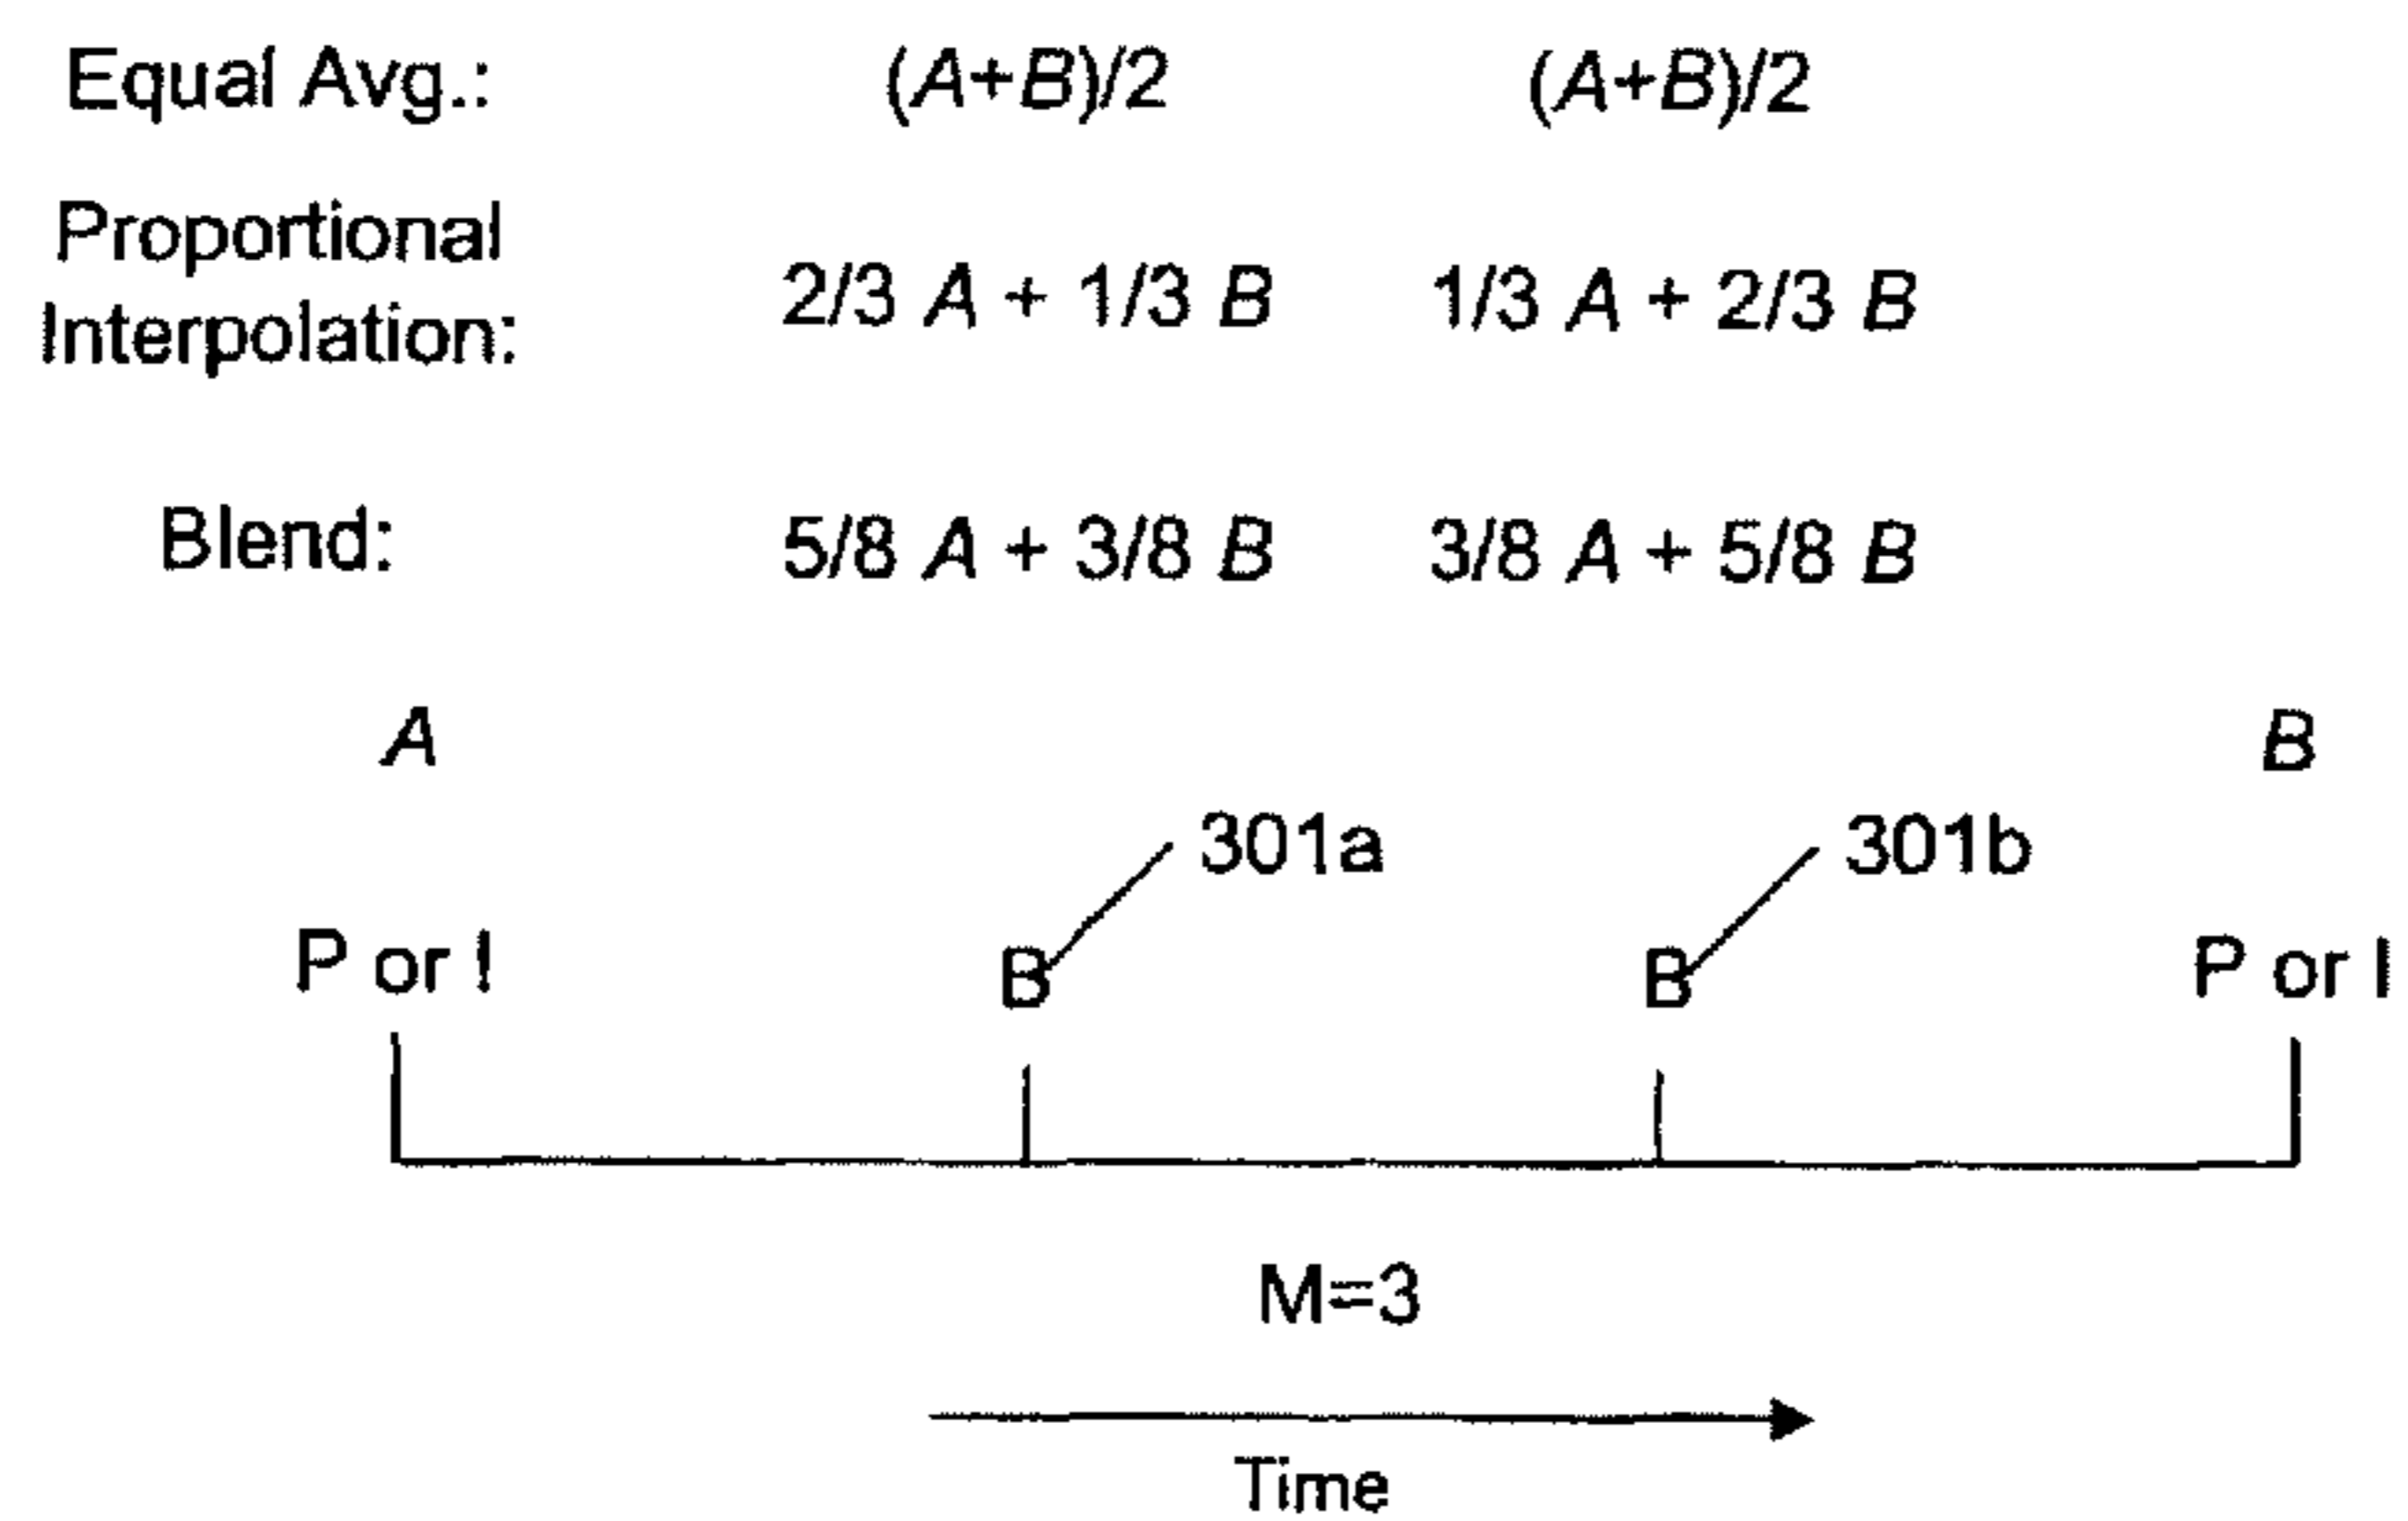 Equal Avg.: (A+B)/2 (A+B)/2
Proportional
Interpolation: 2/3 A + 1/3 B 1/3 A + 2/3 B
Blend: 5/8 A + 3/8 B 3/8 A + 5/8 B
A B
301a 301b
P or I B B P or I
M=3
Time